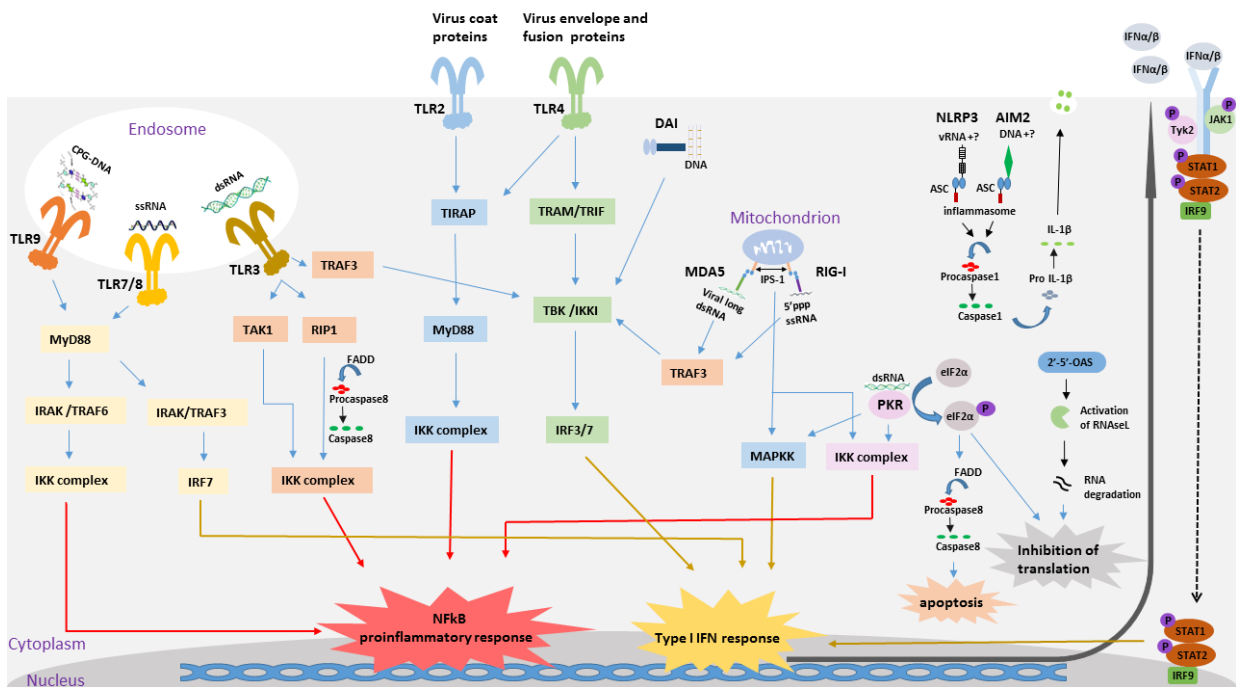 Virus coat
proteins
Virus envelope and
fusion proteins
IFNα/β
IFNα/β
IFNα/β
TLR2
TLR4
Endosome
CPG-DNA
dsRNA
ssRNA
TLR9
TLR7/8
TLR3
DAI
DNA
NLRP3
vRNA+?
AIM2
DNA+?
ASC
ASC
inflammasome
P
Tyk2
P
JAK1
P
STAT1
P
STAT2
IRF9
TIRAP
TRAM/TRIF
Mitochondrion
TRAF3
MDA5
IPS-1
RIG-I
Viral long
dsRNA
5'ppp
ssRNA
Procaspase1
Caspase1
IL-1β
Pro IL-1β
MyD88
TAK1
RIP1
MyD88
TBK /IKKI
TRAF3
FADD
Procaspase8
Caspase8
dsRNA
PKR
eIF2α
eIF2α
P
2'-5'-OAS
Activation
of RNAseL
RNA
degradation
IRAK /TRAF6
IRAK/TRAF3
IKK complex
IRF3/7
MAPKK
IKK complex
IKK complex
IRF7
IKK complex
FADD
Procaspase8
Caspase8
Inhibition of
translation
apoptosis
NFkB
proinflammatory response
Type I IFN response
P
STAT1
P
STAT2
IRF9
Cytoplasm
Nucleus